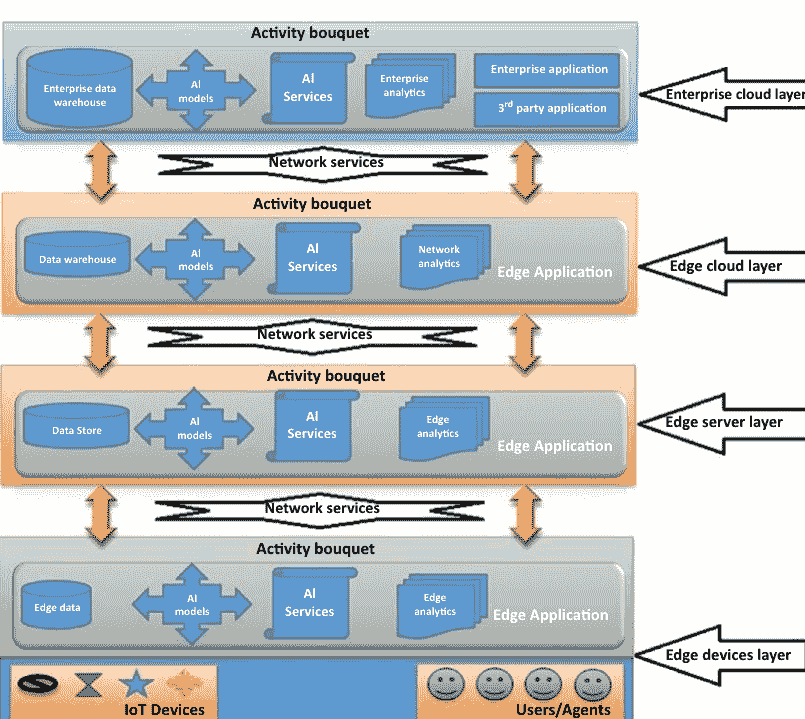 Activity bouquet
Enterprise data
warehouse
AI
models
AI
Services
Enterprise
analytics
Enterprise application
3rd party application
Enterprise cloud layer
Network services
Activity bouquet
Data warehouse
AI
models
AI
Services
Network
analytics
Edge Application
Edge cloud layer
Network services
Activity bouquet
Data Store
AI
models
AI
Services
Edge
analytics
Edge Application
Edge server layer
Network services
Activity bouquet
Edge data
AI
models
AI
Services
Edge
analytics
Edge Application
Edge devices layer
IoT Devices
Users/Agents